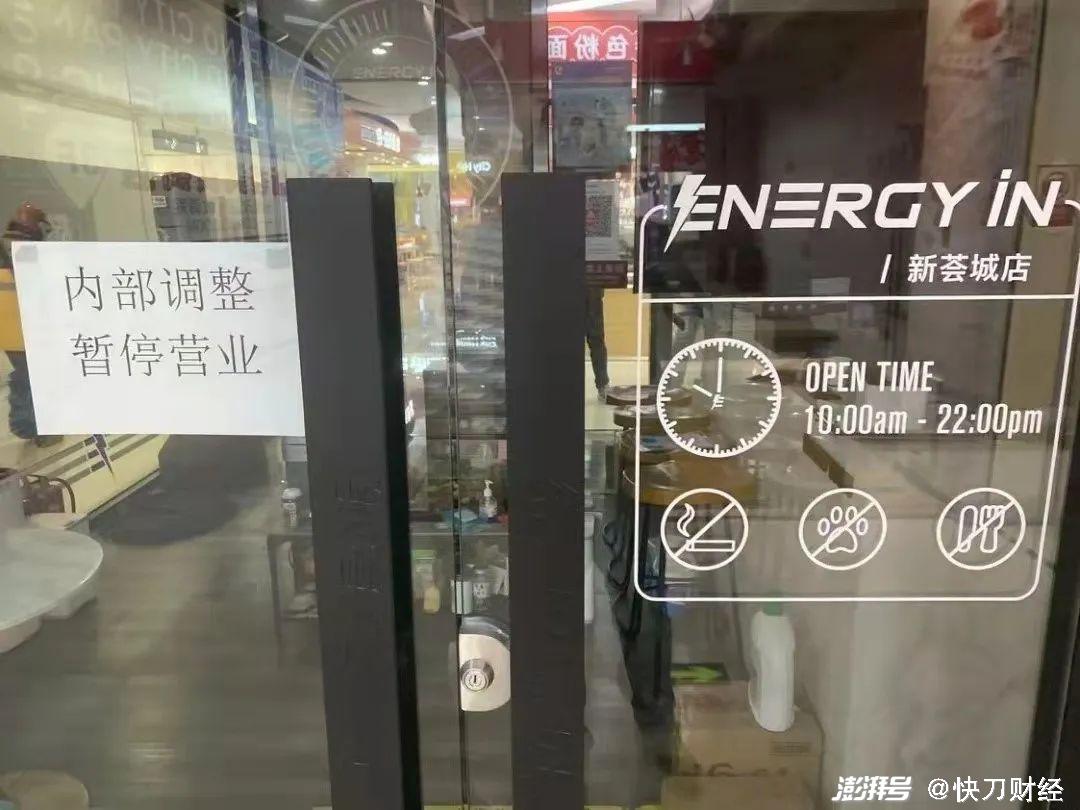 内部调整
暂停营业
ENERGY iN
/ 新荟城店
OPEN TIME
10:00am - 22:00pm
澎湃号 @快刀财经